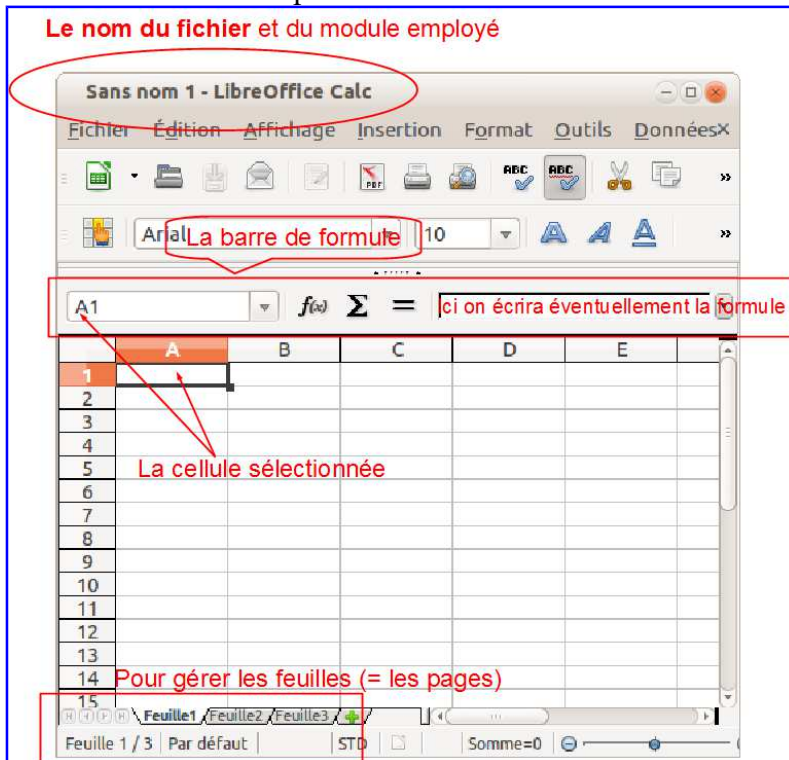 Le nom du fichier et du module employé
Sans nom 1 - LibreOffice Calc
Fichier Édition Affichage Insertion Format Outils Données
PDF ABC ABC »
Arial 10 A A A »
La barre de formule
A1 f(x) Σ = Ici on écrira éventuellement la formule
A B C D E
1
2
3
4
5 La cellule sélectionnée
6
7
8
9
10
11
12
13
14 Pour gérer les feuilles (= les pages)
15
Feuille1 Feuille2 Feuille3
Feuille 1 / 3 Par défaut STD Somme=0